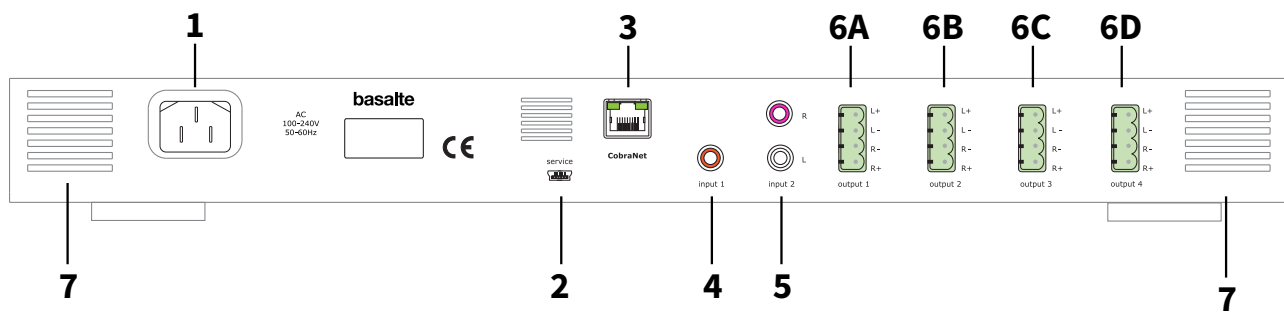 1
3
6A
6B
6C
6D
AC
100-240V
50-60Hz
basalte
CE
service
CobraNet
R
L
input 1
input 2
L+
L-
R-
R+
output 1
L+
L-
R-
R+
output 2
L+
L-
R-
R+
output 3
L+
L-
R-
R+
output 4
7
2
4
5
7